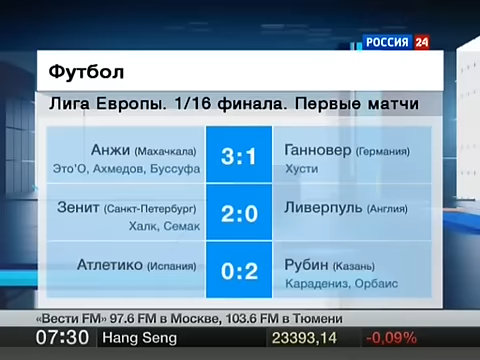 РОССИЯ 24
Футбол
Лига Европы. 1/16 финала. Первые матчи
Анжи (Махачкала) 3:1 Ганновер (Германия)
Это'О, Ахмедов, Буссуфа Хусти
Зенит (Санкт-Петербург) 2:0 Ливерпуль (Англия)
Халк, Семак
Атлетико (Испания) 0:2 Рубин (Казань)
Карадениз, Орбаис
«Вести FM» 97.6 FM в Москве, 103.6 FM в Тюмени
07:30 Hang Seng 23393,14 -0,09%